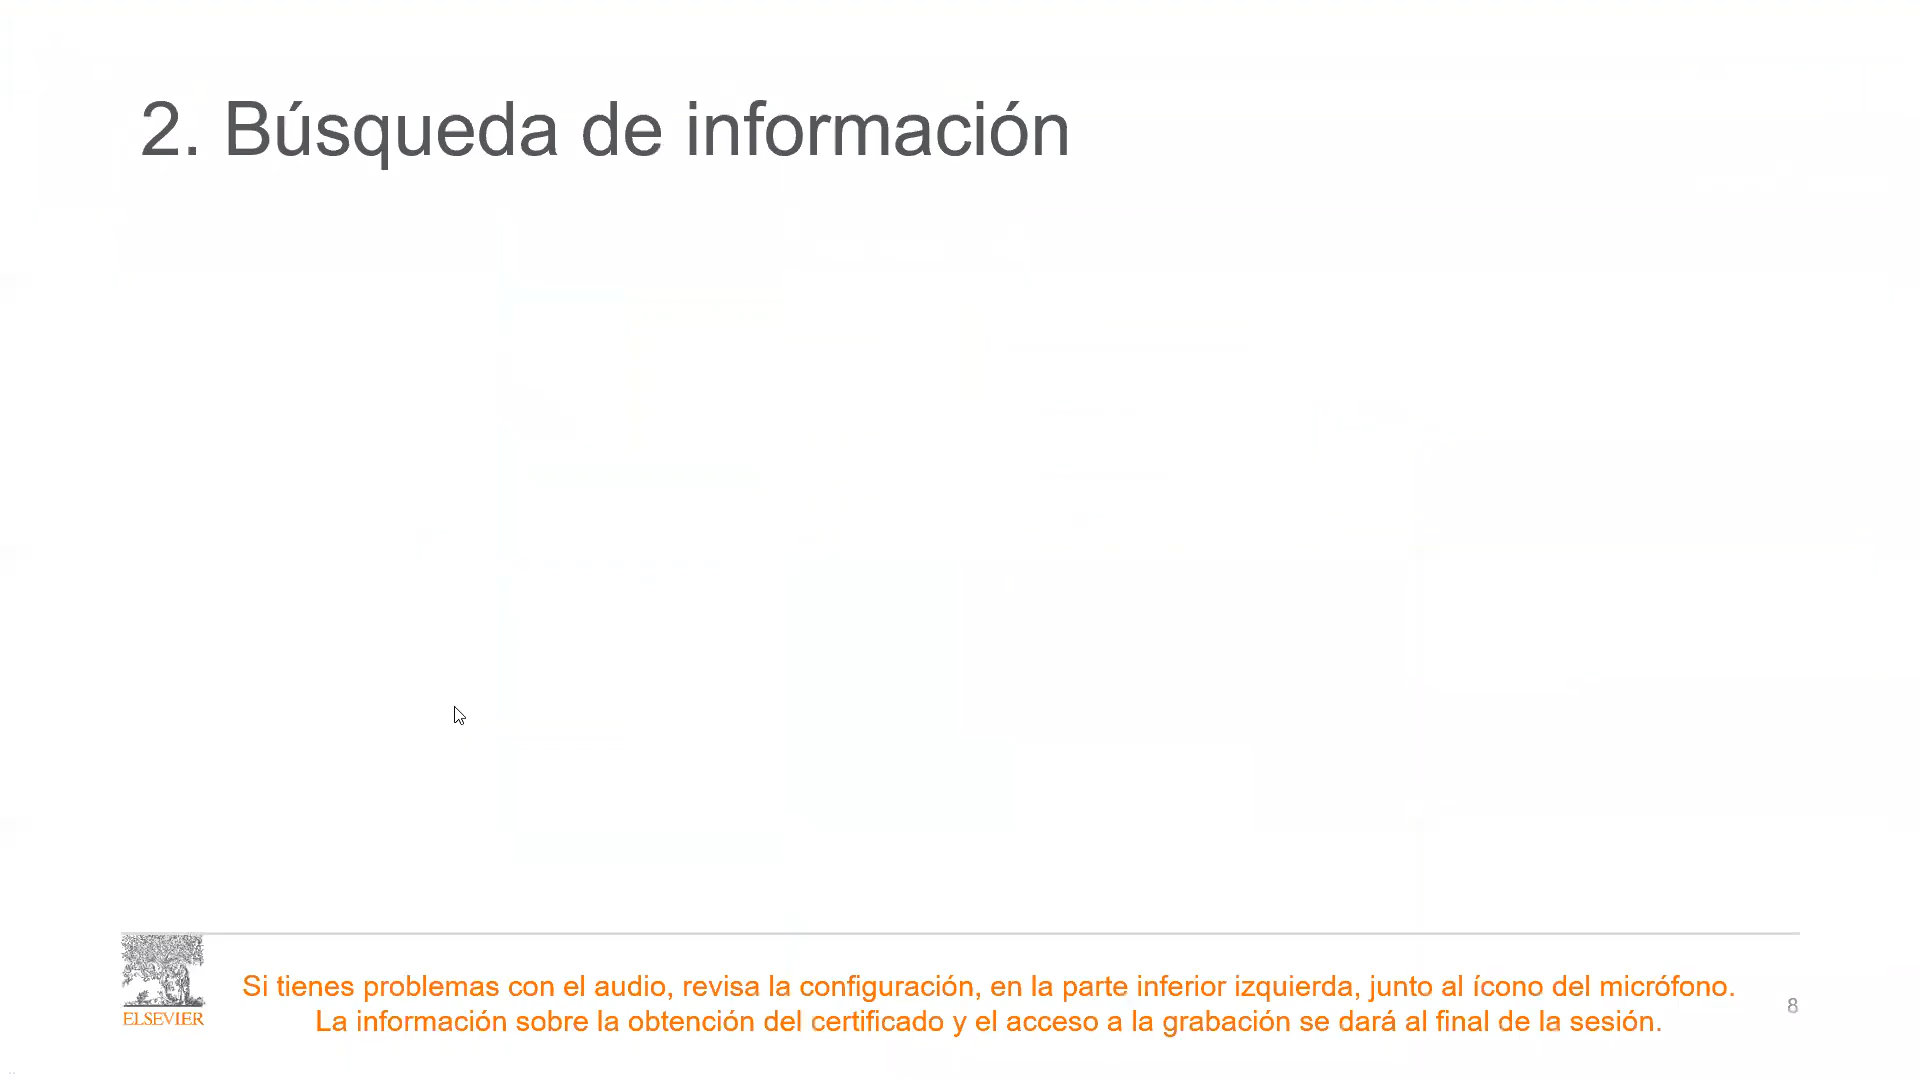 2. Búsqueda de información
Si tienes problemas con el audio, revisa la configuración, en la parte inferior izquierda, junto al ícono del micrófono.
La información sobre la obtención del certificado y el acceso a la grabación se dará al final de la sesión.
ELSEVIER
8